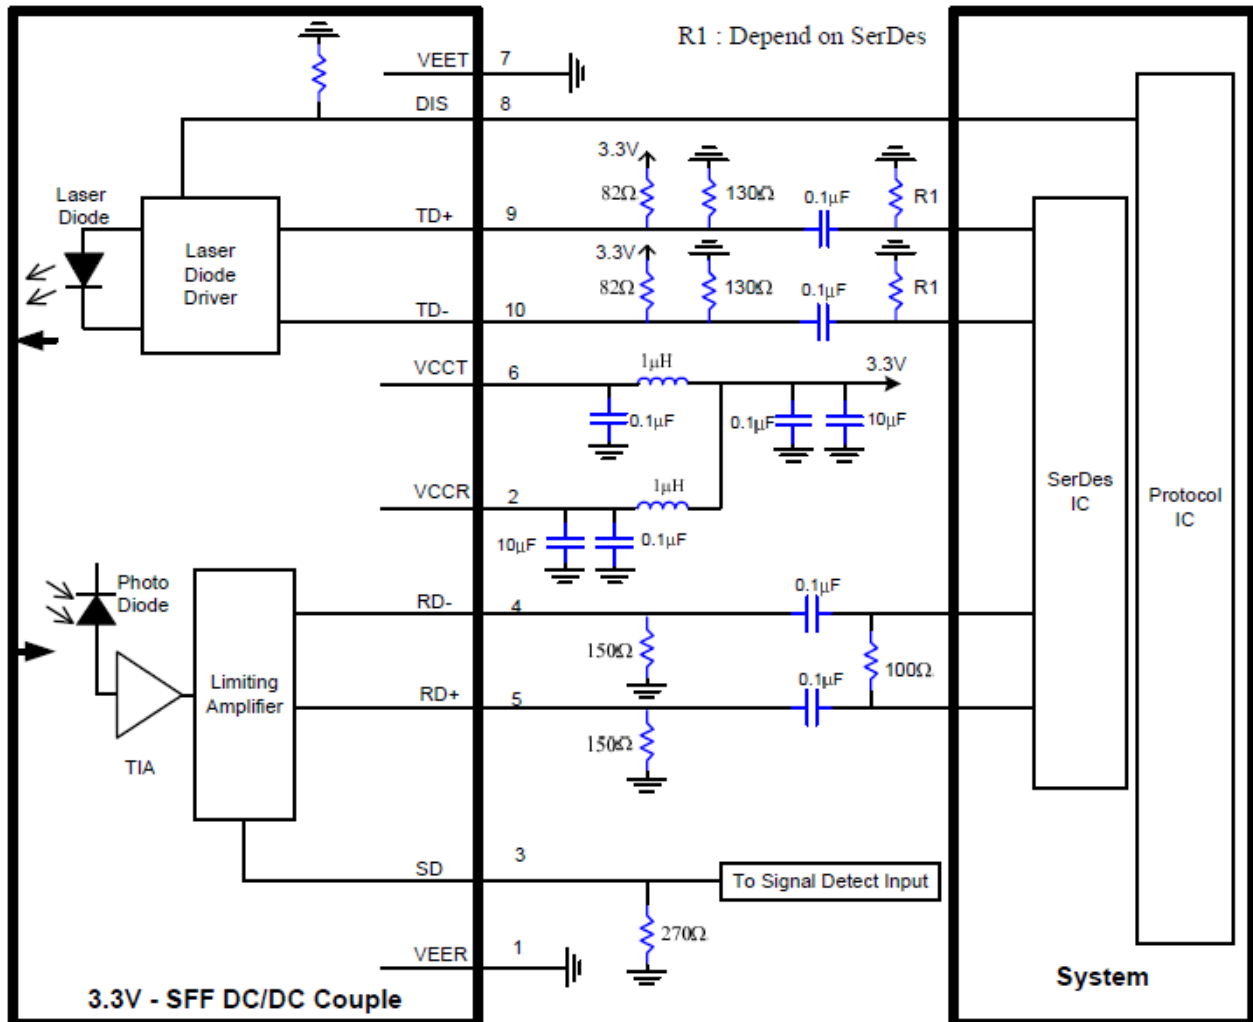 R1 : Depend on SerDes
VEET
7
DIS
8
3.3V
82Ω
130Ω
0.1μF
R1
Laser
Diode
TD+
9
Laser
Diode
Driver
3.3V
82Ω
130Ω
0.1μF
R1
TD-
10
VCCT
6
1μH
3.3V
0.1μF
0.1μF
10μF
VCCR
2
1μH
10μF
0.1μF
SerDes
IC
Protocol
IC
Photo
Diode
RD-
4
0.1μF
150Ω
100Ω
Limiting
Amplifier
RD+
5
0.1μF
150Ω
TIA
SD
3
To Signal Detect Input
270Ω
VEER
1
3.3V - SFF DC/DC Couple
System